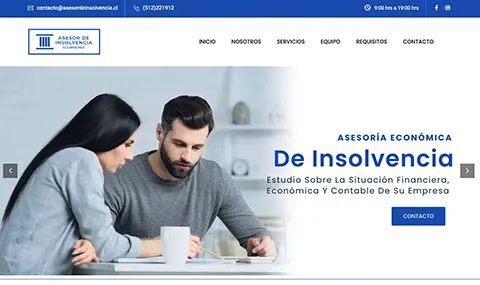 contacto@asesordeinsolvencia.cl
(512)221912
9:00 hrs a 19:00 hrs
ASESOR DE
INSOLVENCIA
INICIO NOSOTROS SERVICIOS EQUIPO REQUISITOS CONTACTO
ASESORÍA ECONÓMICA
De Insolvencia
Estudio Sobre La Situación Financiera,
Económica Y Contable De Su Empresa
CONTACTO